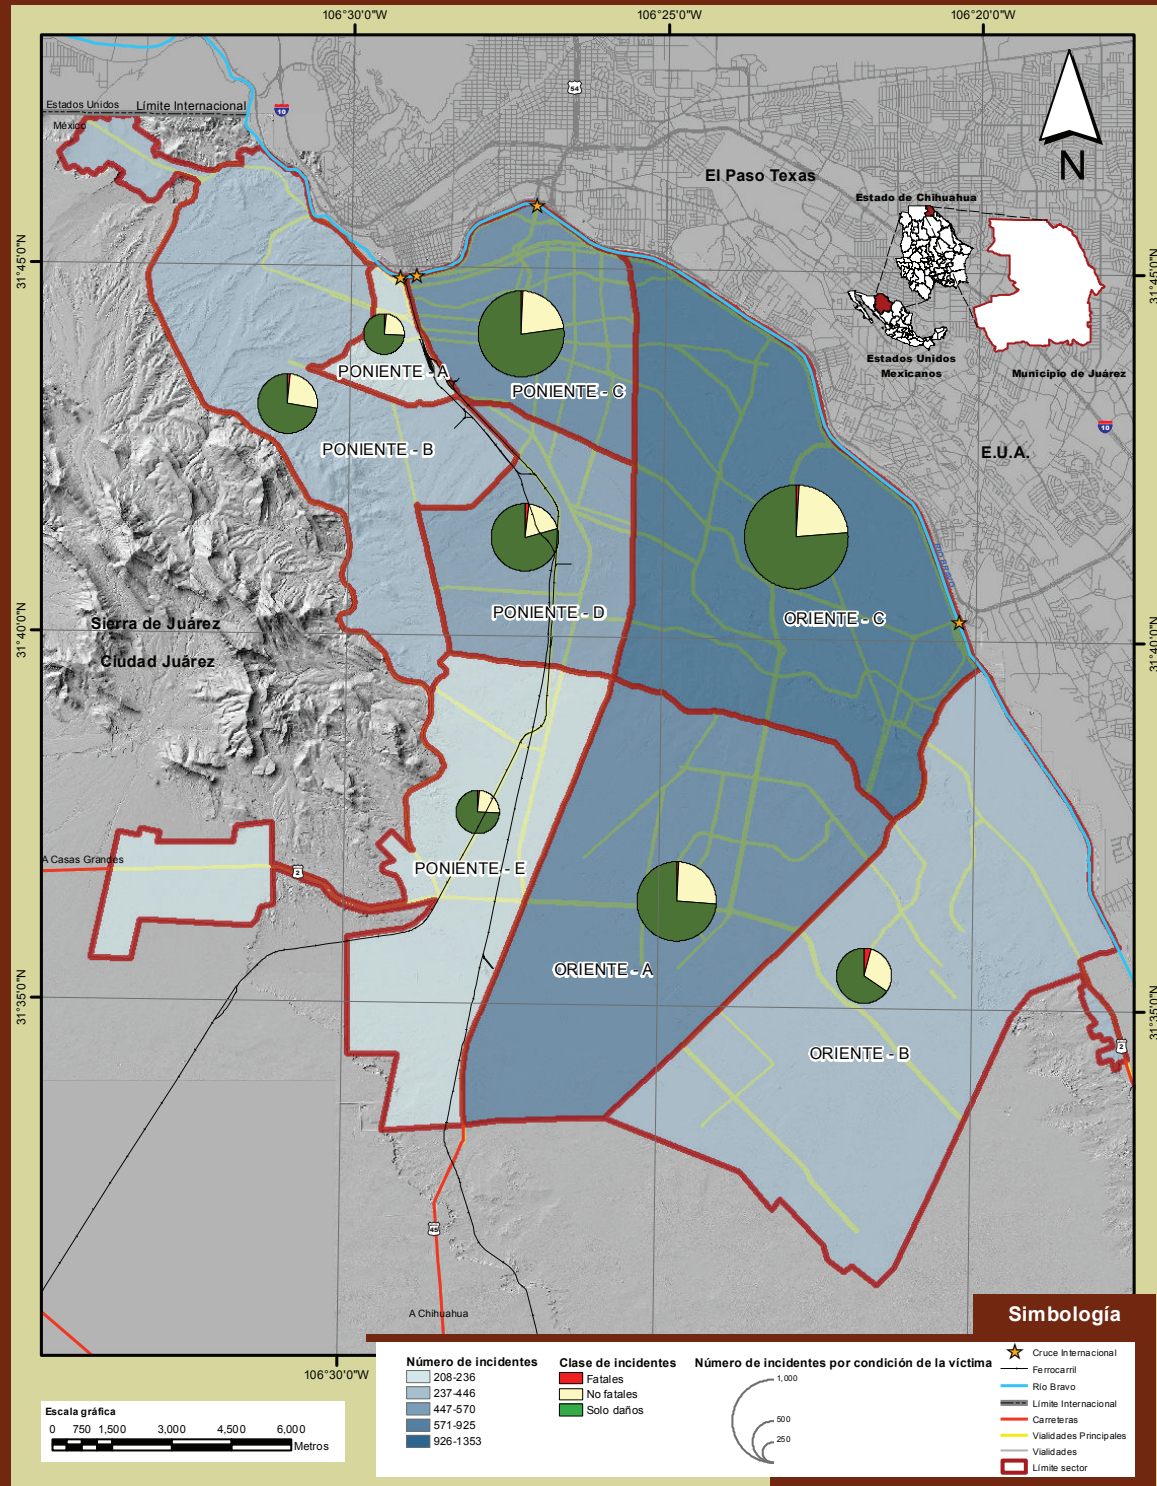 106°30'0"W
106°25'0"W
106°20'0"W
54
Estados Unidos
Límite Internacional
10
México
El Paso Texas
N
Estado de Chihuahua
31°45'0"N
31°45'0"N
Estados Unidos
Mexicanos
Municipio de Juárez
PONIENTE - A
PONIENTE - C
10
PONIENTE - B
E.U.A.
PONIENTE - D
ORIENTE - C
31°40'0"N
31°40'0"N
Sierra de Juárez
Ciudad Juárez
A Casas Grandes
2
PONIENTE - E
ORIENTE - A
31°35'0"N
31°35'0"N
2
ORIENTE - B
45
A Chihuahua
106°30'0"W
Simbología
Número de incidentes
208-236
237-446
447-570
571-925
926-1353
Clase de incidentes
Fatales
No fatales
Solo daños
Número de incidentes por condición de la víctima
1,000
500
250
Cruce Internacional
Ferrocarril
Río Bravo
Límite Internacional
Carreteras
Vialidades Principales
Vialidades
Límite sector
Escala gráfica
0 750 1,500 3,000 4,500 6,000
Metros